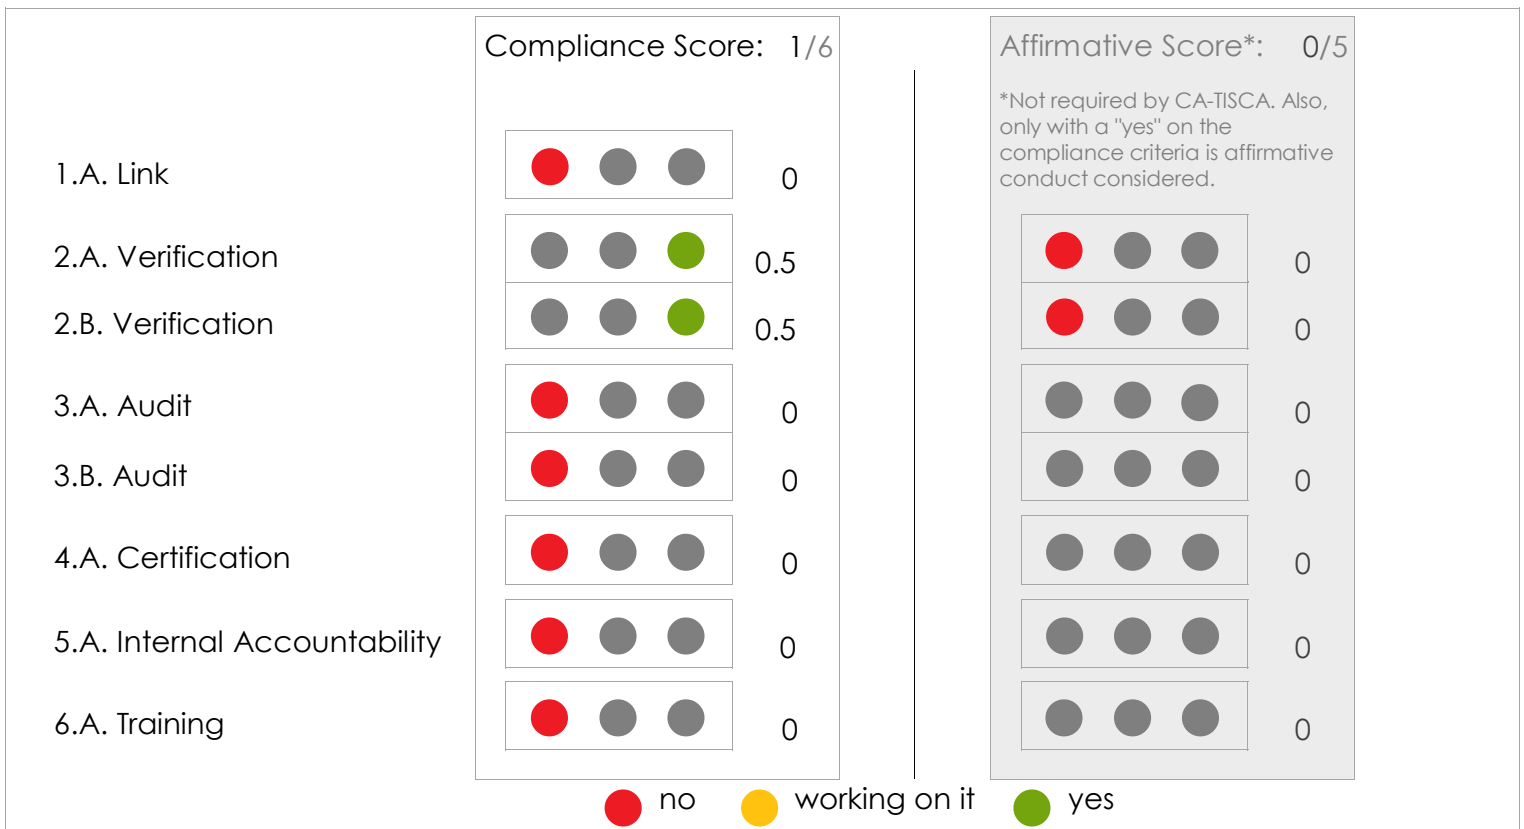 Compliance Score: 1/6
Affirmative Score*: 0/5
*Not required by CA-TISCA. Also,
only with a "yes" on the
compliance criteria is affirmative
conduct considered.
1.A. Link 0
2.A. Verification 0.5 0
2.B. Verification 0.5 0
3.A. Audit 0 0
3.B. Audit 0 0
4.A. Certification 0 0
5.A. Internal Accountability 0 0
6.A. Training 0 0
no working on it yes